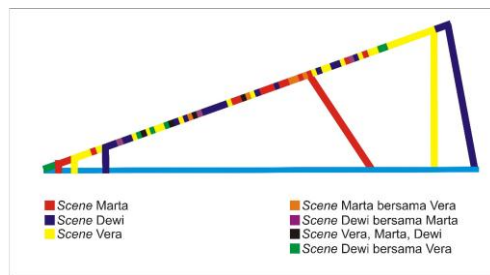 Scene Marta
Scene Dewi
Scene Vera
Scene Marta bersama Vera
Scene Dewi bersama Marta
Scene Vera, Marta, Dewi
Scene Dewi bersama Vera